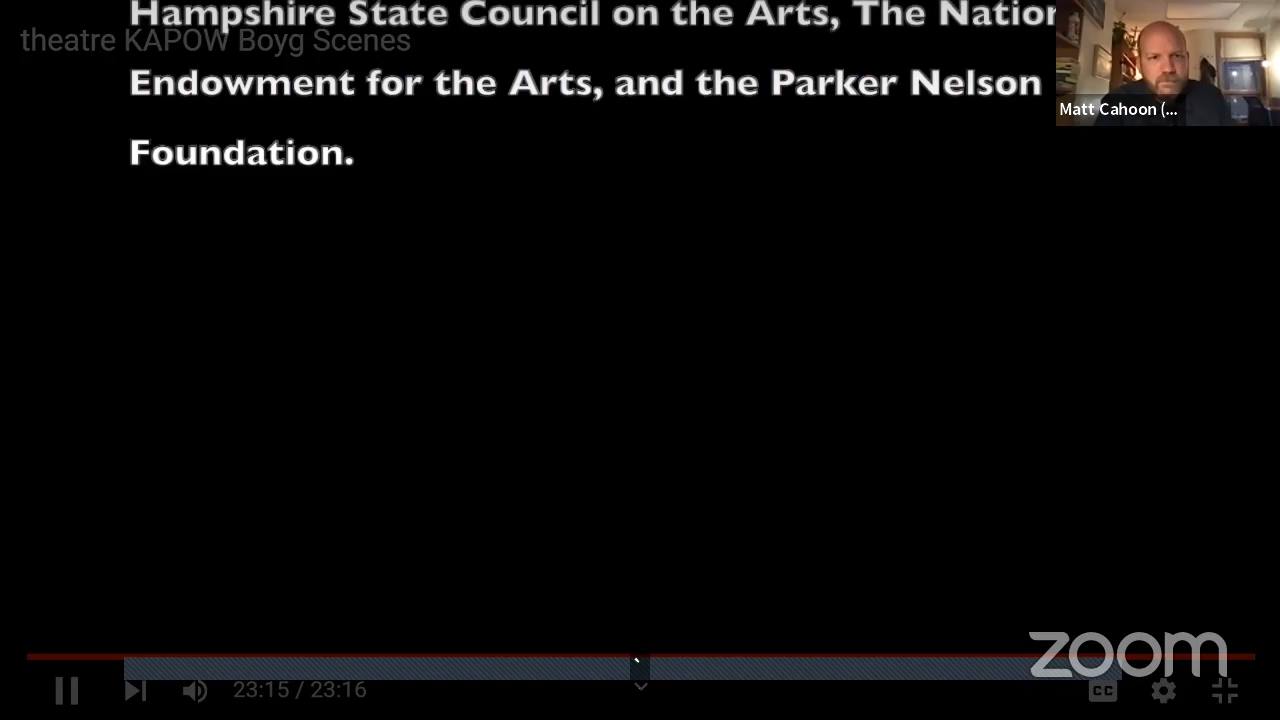 Hampshire State Council on the Arts, The Nation
theatre KAPOW Boyg Scenes
Endowment for the Arts, and the Parker Nelson
Foundation.
Matt Cahoon (...
zoom
23:15 / 23:16
CC